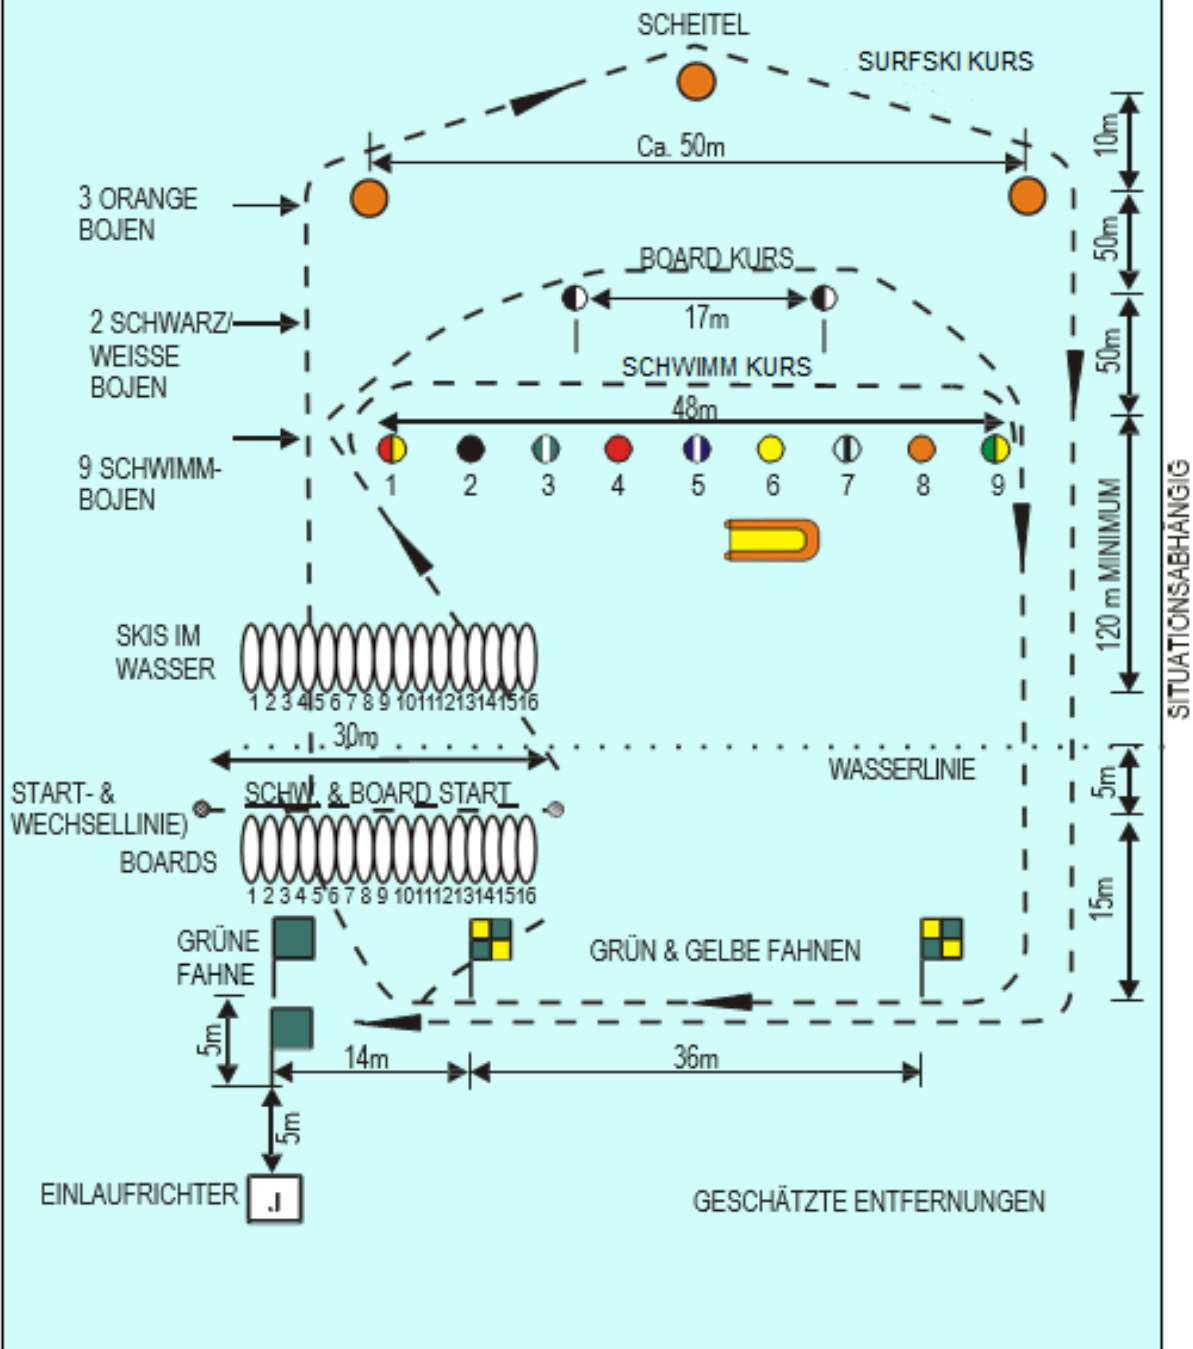 SCHEITEL
SURFSKI KURS
10m
Ca. 50m
3 ORANGE
BOJEN
50m
BOARD KURS
17m
2 SCHWARZ/
WEISSE
BOJEN
50m
SCHWIMM KURS
48m
9 SCHWIMM-
BOJEN
1 2 3 4 5 6 7 8 9
120 m MINIMUM
SITUATIONSABHÄNGIG
SKIS IM
WASSER
1 2 3 4 5 6 7 8 9 10 11 12 13 14 15 16
30m
WASSERLINIE
5m
START- &
WECHSELLINIE)
SCHW. & BOARD START
BOARDS
1 2 3 4 5 6 7 8 9 10 11 12 13 14 15 16
15m
GRÜNE
FAHNE
GRÜN & GELBE FAHNEN
5m
14m
36m
5m
EINLAUFRICHTER
J
GESCHÄTZTE ENTFERNUNGEN